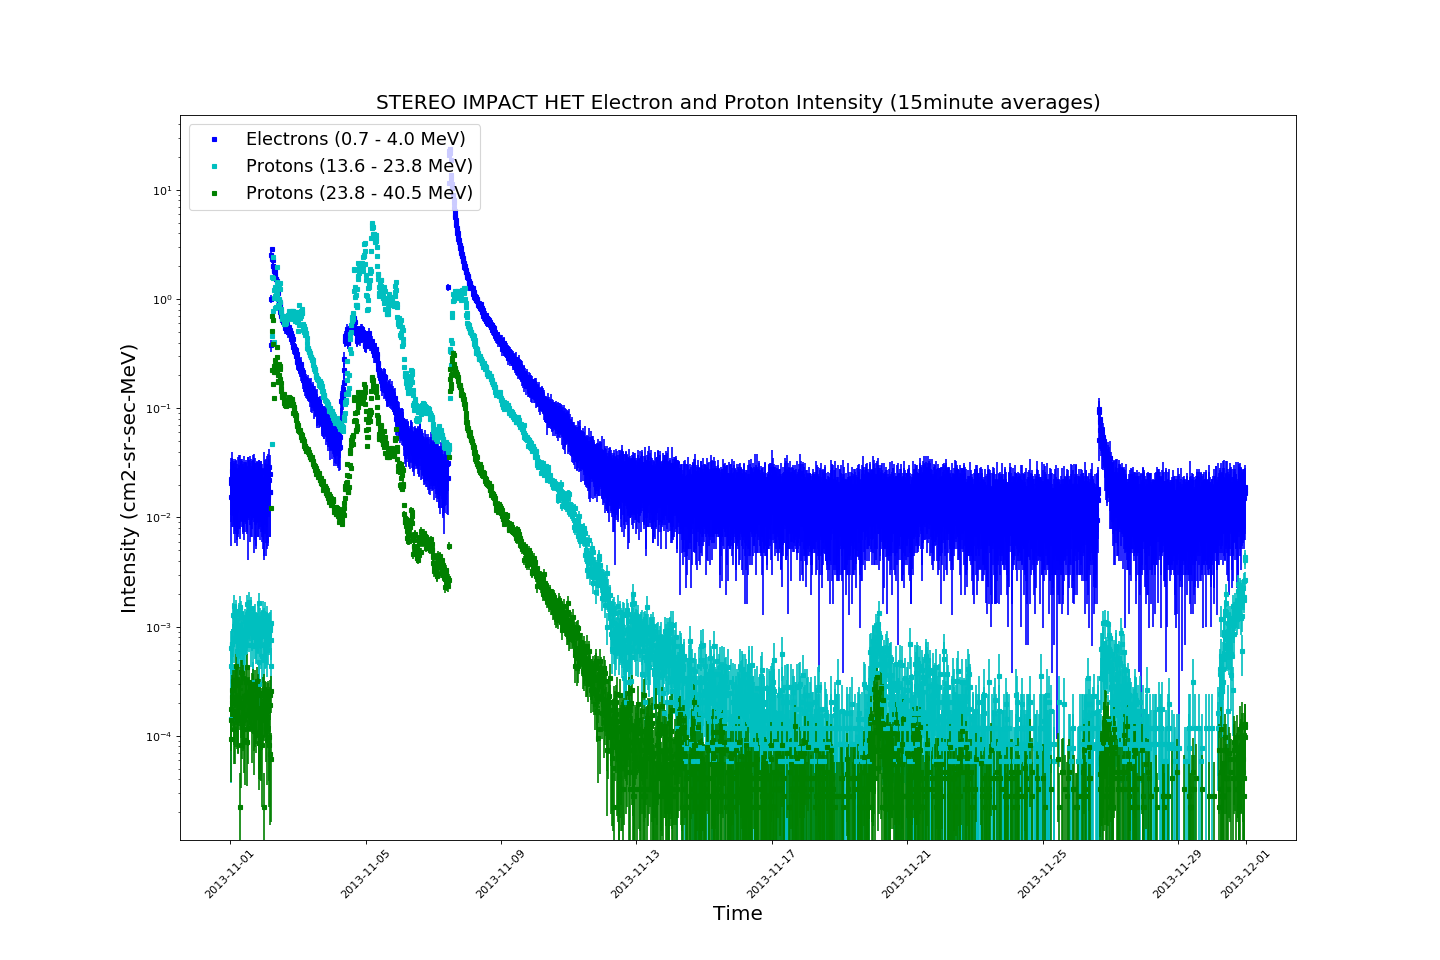 STEREO IMPACT HET Electron and Proton Intensity (15minute averages)
Electrons (0.7 - 4.0 MeV)
Protons (13.6 - 23.8 MeV)
Protons (23.8 - 40.5 MeV)
Intensity (cm2-sr-sec-MeV)
10¹
10⁰
10⁻¹
10⁻²
10⁻³
10⁻⁴
2013-11-01
2013-11-05
2013-11-09
2013-11-13
2013-11-17
2013-11-21
2013-11-25
2013-11-29
2013-12-01
Time